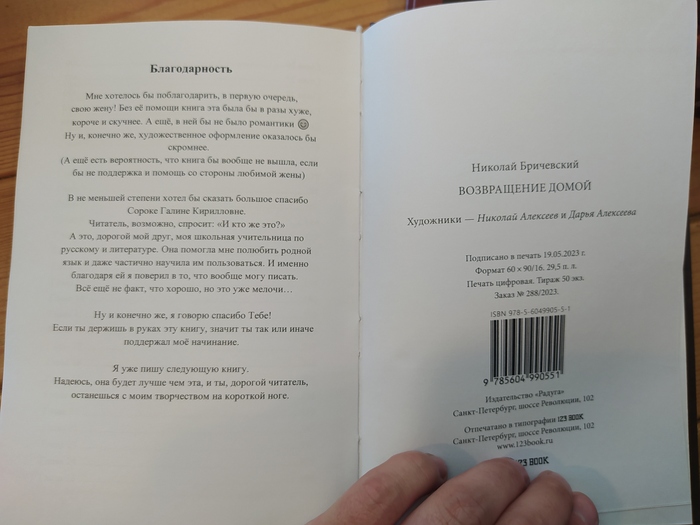 Благодарность
Мне хотелось бы поблагодарить, в первую очередь,
свою жену! Без её помощи книга эта была бы в разы хуже,
короче и скучнее. А ещё, в ней бы не было романтики ☺
Ну и, конечно же, художественное оформление оказалось бы
скромнее.
(А ещё есть вероятность, что книга бы вообще не вышла, если
бы не поддержка и помощь со стороны любимой жены)
В не меньшей степени хотел бы сказать большое спасибо
Сороке Галине Кирилловне.
Читатель, возможно, спросит: «И кто же это?»
А это, дорогой мой друг, моя школьная учительница по
русскому и литературе. Она помогла мне полюбить родной
язык и даже частично научила им пользоваться. И именно
благодаря ей я поверил в то, что вообще могу писать.
Всё ещё не факт, что хорошо, но это уже мелочи…
Ну и конечно же, я говорю спасибо Тебе!
Если ты держишь в руках эту книгу, значит ты так или иначе
поддержал моё начинание.
Я уже пишу следующую книгу.
Надеюсь, она будет лучше чем эта, и ты, дорогой читатель,
останешься с моим творчеством на короткой ноге.
Николай Бричевский
ВОЗВРАЩЕНИЕ ДОМОЙ
Художники — Николай Алексеев и Дарья Алексеева
Подписано в печать 19.05.2023 г.
Формат 60 х 90/16. 29,5 п. л.
Печать цифровая. Тираж 50 экз.
Заказ № 288/2023.
ISBN 978-5-6049905-5-1
9 785604 990551
Издательство «Радуга»
Санкт-Петербург, шоссе Революции, 102
Отпечатано в типографии 123 BOOK
Санкт-Петербург, шоссе Революции, 102
www.123book.ru
123 BOOK